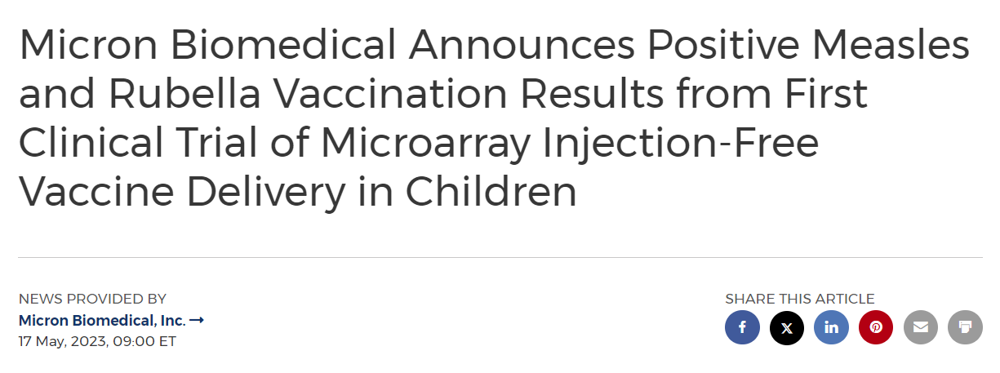 Micron Biomedical Announces Positive Measles
and Rubella Vaccination Results from First
Clinical Trial of Microarray Injection-Free
Vaccine Delivery in Children
NEWS PROVIDED BY
Micron Biomedical, Inc. →
17 May, 2023, 09:00 ET
SHARE THIS ARTICLE